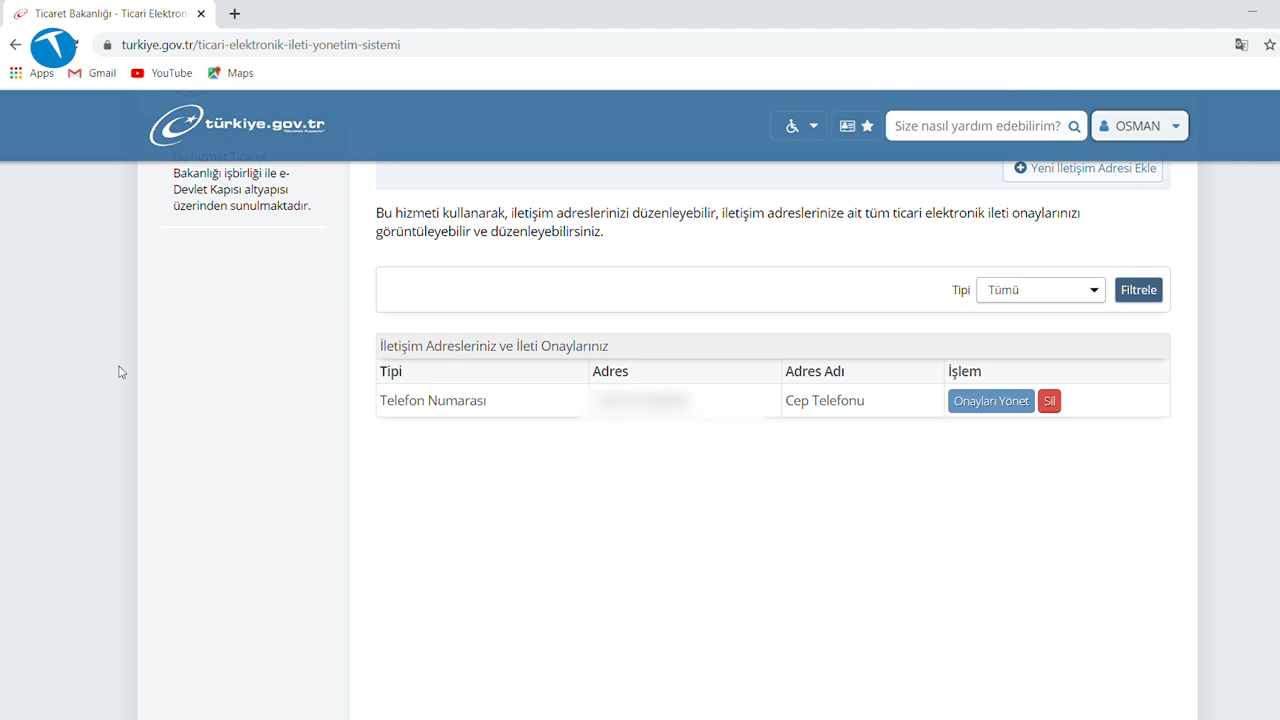 Ticaret Bakanlığı - Ticari Elektron
turkiye.gov.tr/ticari-elektronik-ileti-yonetim-sistemi
Apps Gmail YouTube Maps
türkiye.gov.tr
Size nasıl yardım edebilirim?
OSMAN
Bu hizmet Ticaret
Bakanlığı işbirliği ile e-
Devlet Kapısı altyapısı
üzerinden sunulmaktadır.
Yeni İletişim Adresi Ekle
Bu hizmeti kullanarak, iletişim adreslerinizi düzenleyebilir, iletişim adreslerinize ait tüm ticari elektronik ileti onaylarınızı
görüntüleyebilir ve düzenleyebilirsiniz.
Tipi Tümü Filtrele
İletişim Adresleriniz ve İleti Onaylarınız
Tipi Adres Adres Adı İşlem
Telefon Numarası Cep Telefonu Onayları Yönet Sil